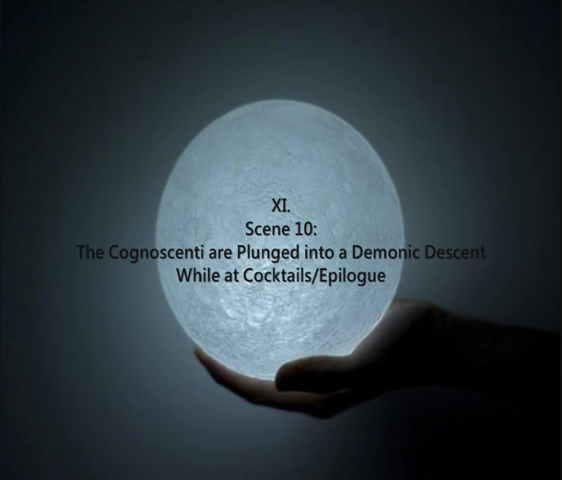 XI.
Scene 10:
The Cognoscenti are Plunged into a Demonic Descent
While at Cocktails/Epilogue